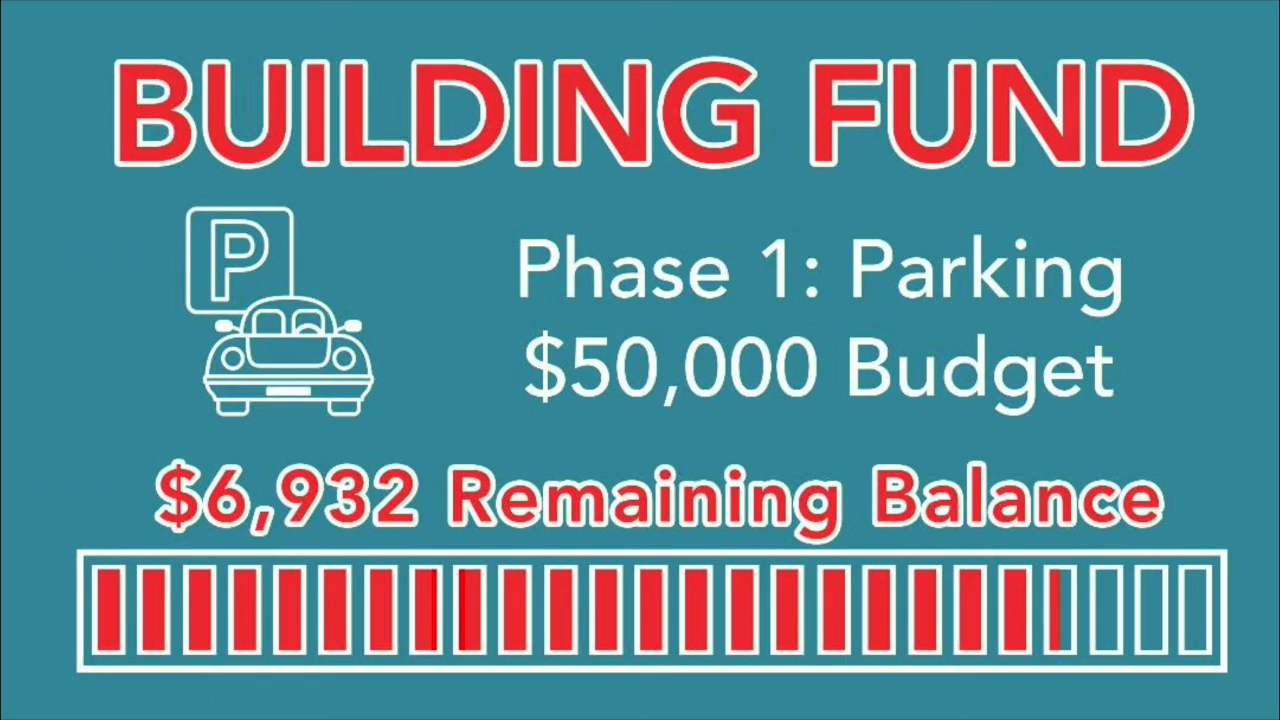 BUILDING FUND
P
Phase 1: Parking
$50,000 Budget
$6,932 Remaining Balance